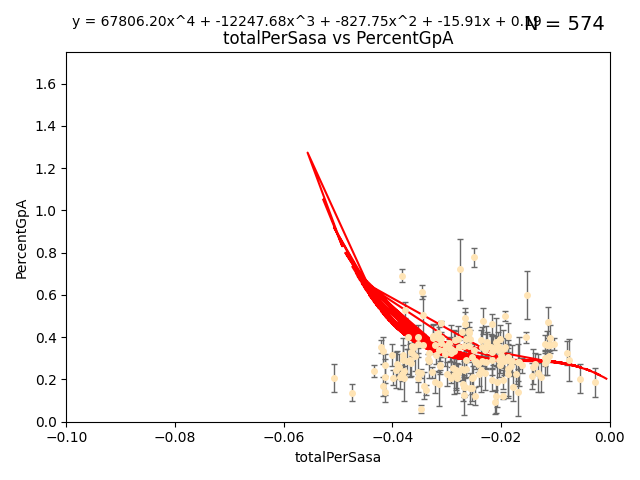 y = 67806.20x^4 + -12247.68x^3 + -827.75x^2 + -15.91x + 0.19
N = 574
totalPerSasa vs PercentGpA
PercentGpA
1.6
1.4
1.2
1.0
0.8
0.6
0.4
0.2
0.0
−0.10 −0.08 −0.06 −0.04 −0.02 0.00
totalPerSasa